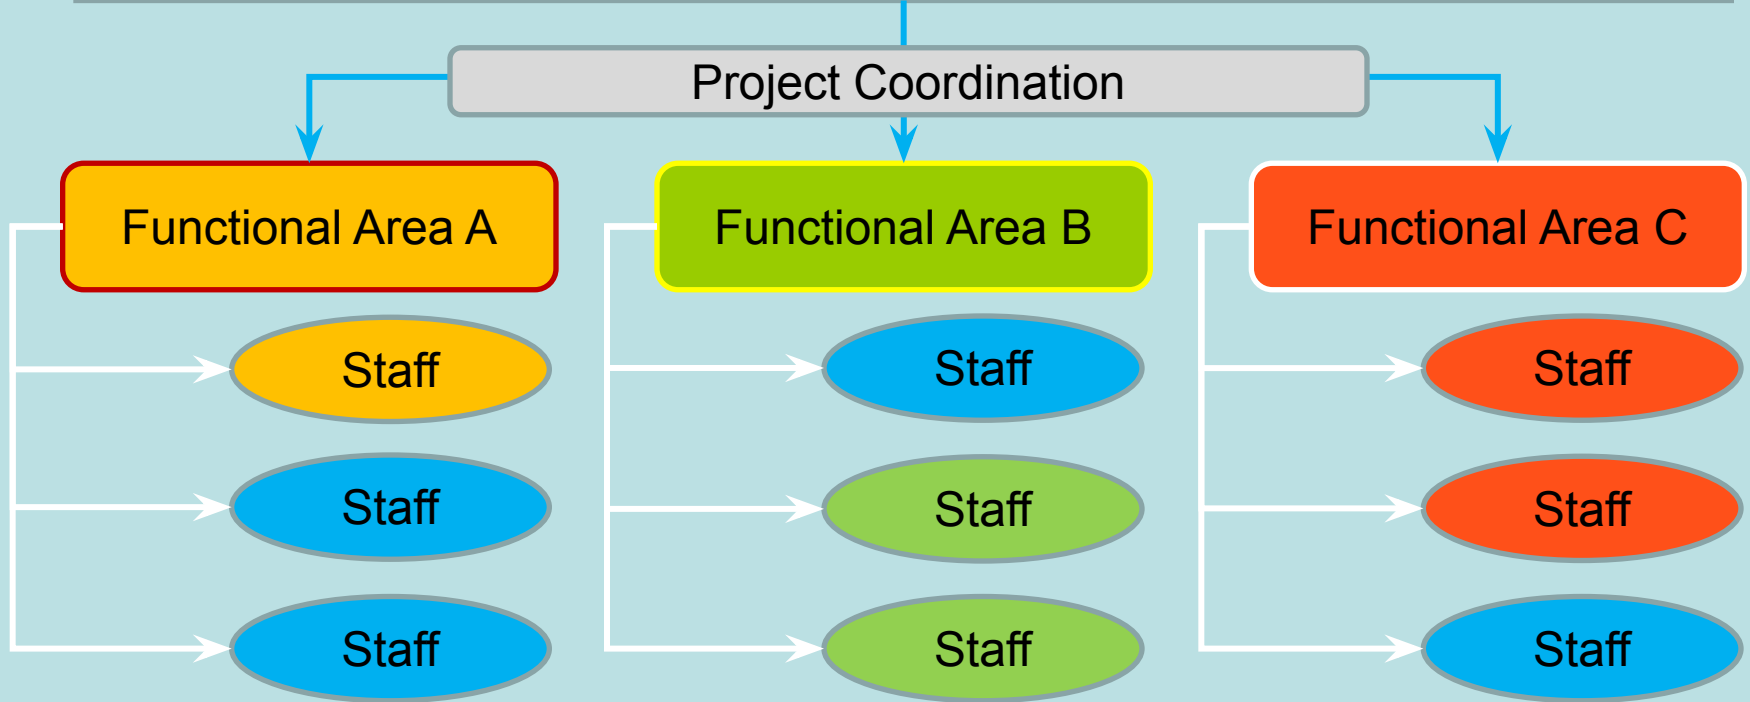 Project Coordination
Functional Area A
Functional Area B
Functional Area C
Staff
Staff
Staff
Staff
Staff
Staff
Staff
Staff
Staff